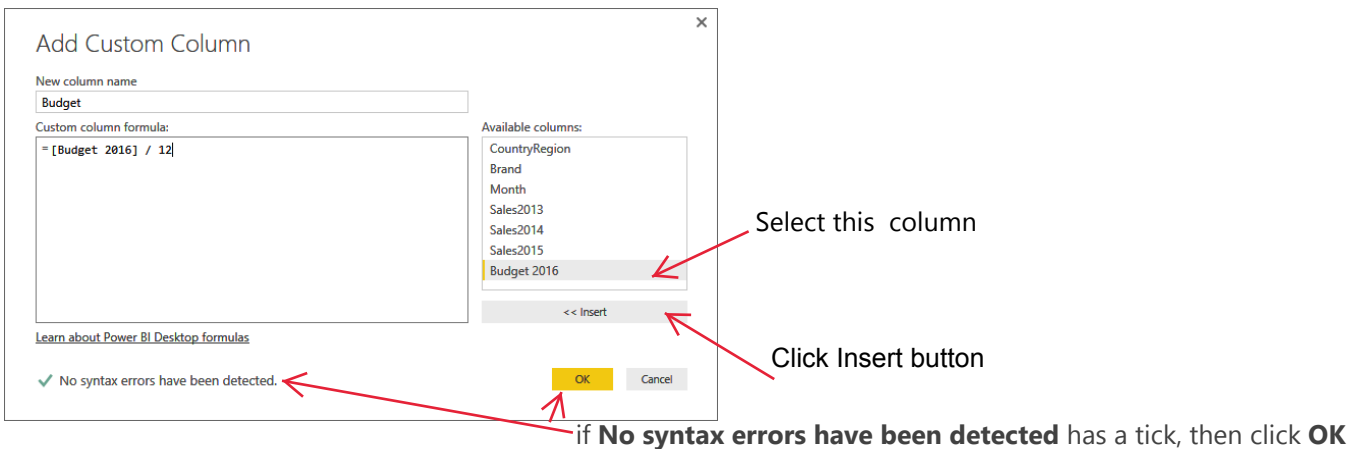 Add Custom Column
New column name
Budget
Custom column formula:
= [Budget 2016] / 12
Available columns:
CountryRegion
Brand
Month
Sales2013
Sales2014
Sales2015
Budget 2016
<< Insert
Learn about Power BI Desktop formulas
No syntax errors have been detected.
OK
Cancel
Select this column
Click Insert button
if No syntax errors have been detected has a tick, then click OK